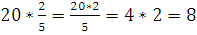 20 * 2/5 = 20*2/5 = 4 * 2 = 8